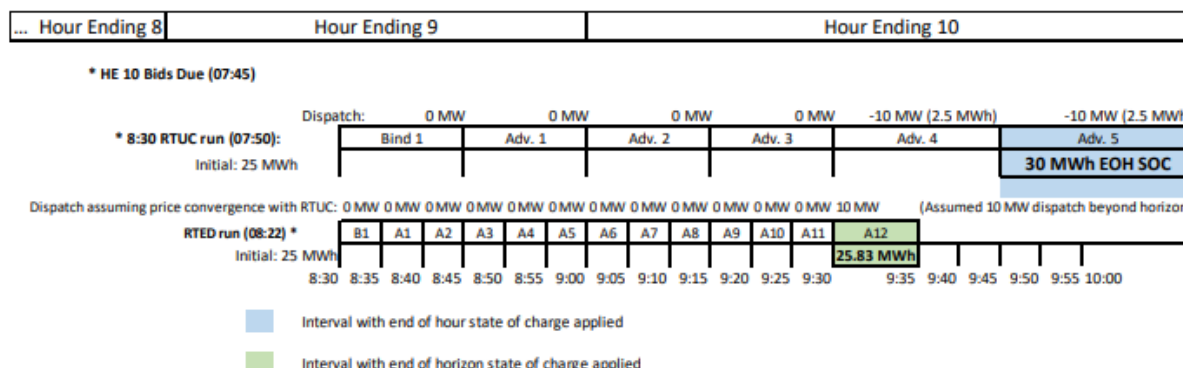 ... Hour Ending 8 Hour Ending 9 Hour Ending 10
* HE 10 Bids Due (07:45)
Dispatch: 0 MW 0 MW 0 MW 0 MW -10 MW (2.5 MWh) -10 MW (2.5 MWh
* 8:30 RTUC run (07:50): Bind 1 Adv. 1 Adv. 2 Adv. 3 Adv. 4 Adv. 5
Initial: 25 MWh 30 MWh EOH SOC
Dispatch assuming price convergence with RTUC: 0 MW 0 MW 0 MW 0 MW 0 MW 0 MW 0 MW 0 MW 0 MW 0 MW 0 MW 0 MW 10 MW (Assumed 10 MW dispatch beyond horizon
RTED run (08:22) * B1 A1 A2 A3 A4 A5 A6 A7 A8 A9 A10 A11 A12
Initial: 25 MWh 25.83 MWh
8:30 8:35 8:40 8:45 8:50 8:55 9:00 9:05 9:10 9:15 9:20 9:25 9:30 9:35 9:40 9:45 9:50 9:55 10:00
Interval with end of hour state of charge applied
Interval with end of horizon state of charge applied